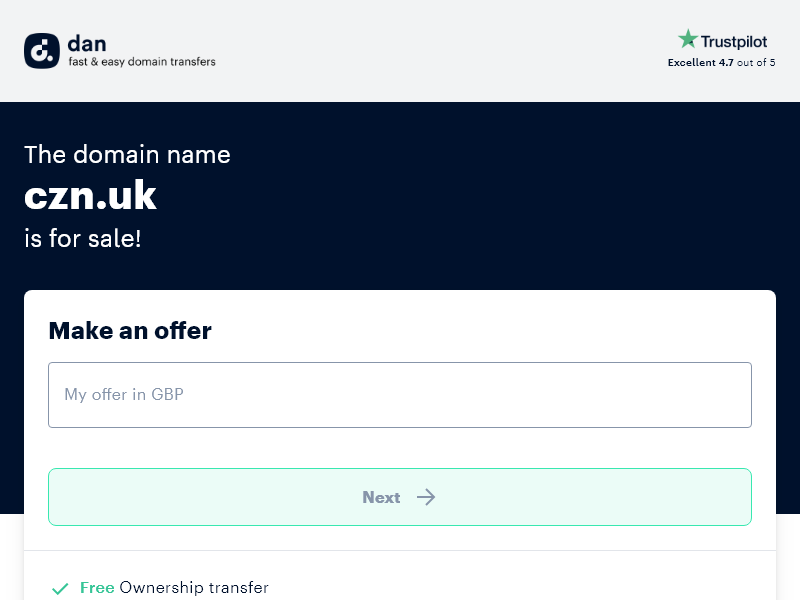 dan
fast & easy domain transfers
Trustpilot
Excellent 4.7 out of 5
The domain name
czn.uk
is for sale!
Make an offer
My offer in GBP
Next
Free Ownership transfer